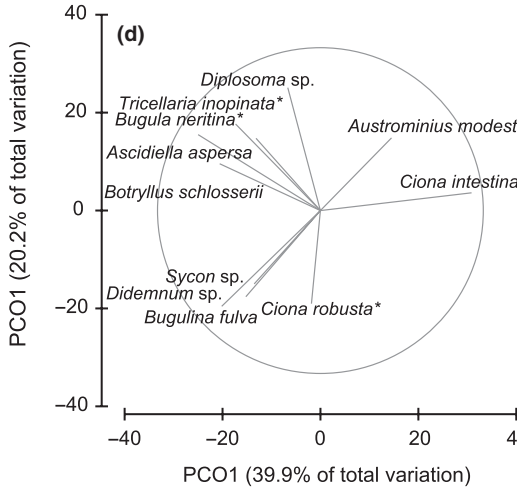 40
(d)
Diplosoma sp.
Tricellaria inopinata*
20
Bugula neritina*
Austrominius modest
Ascidiella aspersa
Ciona intestina
Botryllus schlosserii
0
PCO1 (20.2% of total variation)
Sycon sp.
Didemnum sp.
−20
Bugulina fulva
Ciona robusta*
−40
−40
−20
0
20
4
PCO1 (39.9% of total variation)